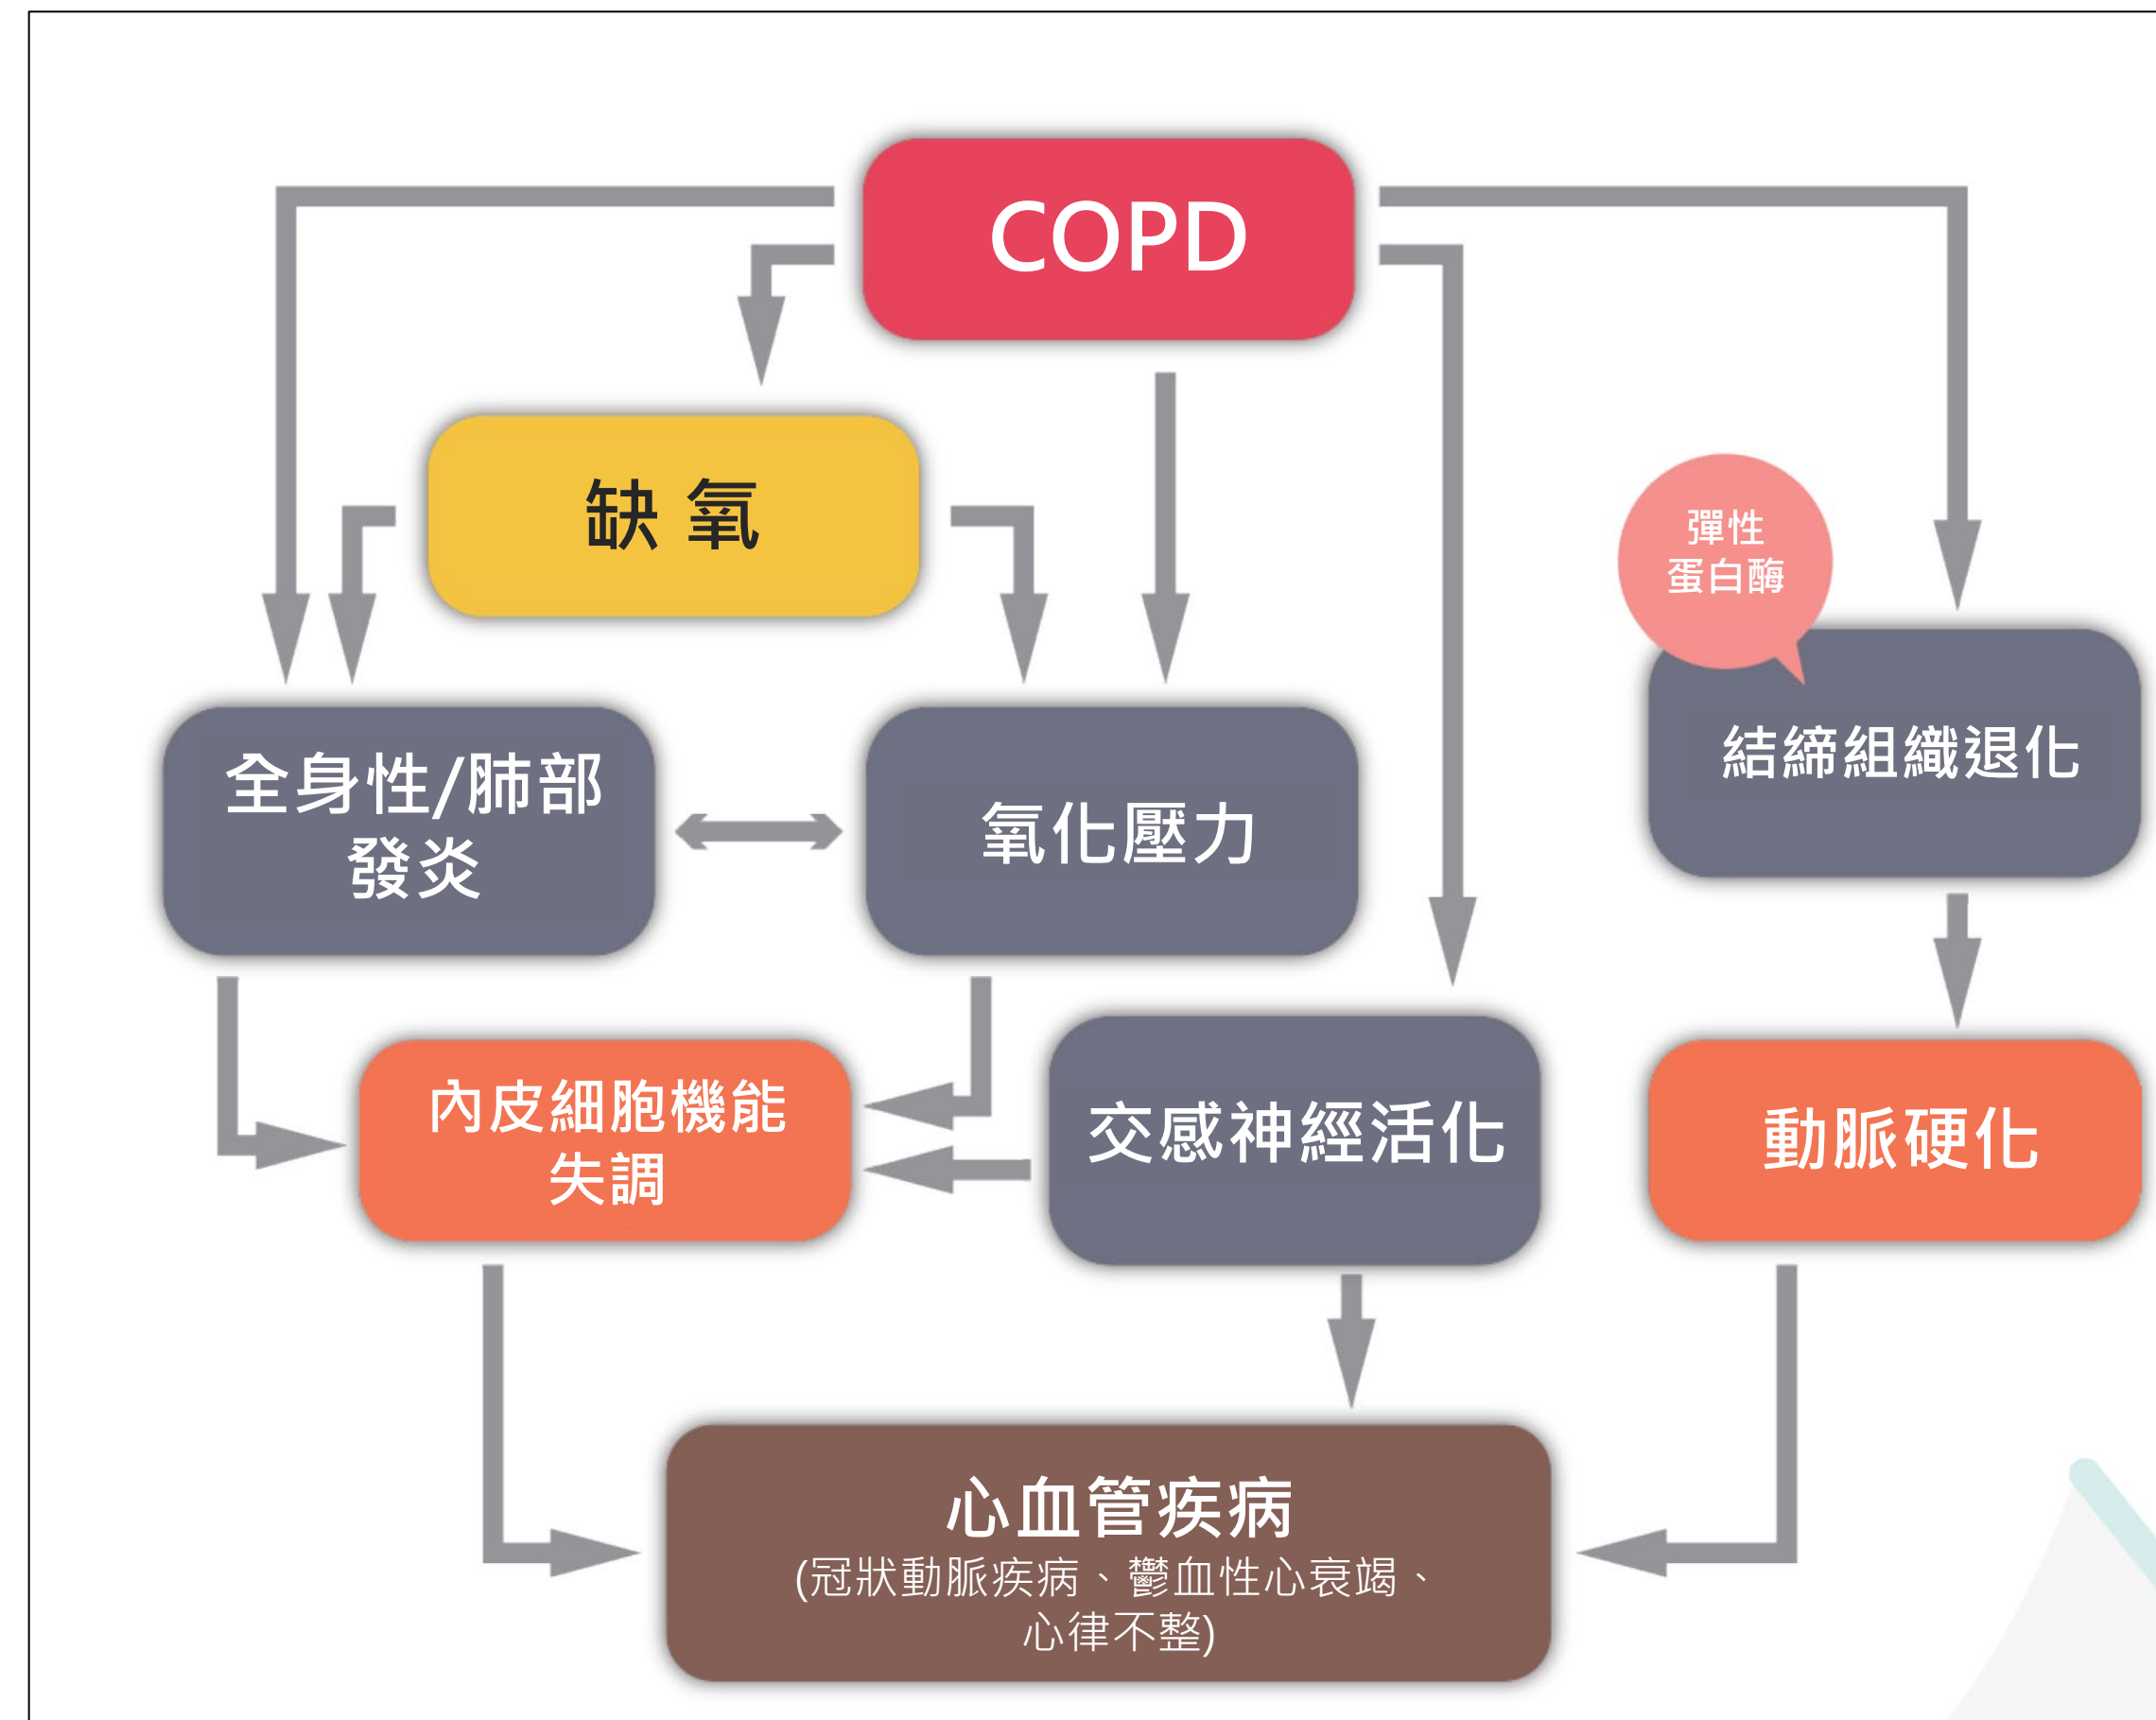 COPD
缺 氧
彈性
蛋白酶
全身性/肺部
發炎
氧化壓力
結締組織退化
內皮細胞機能
失調
交感神經活化
動脈硬化
心血管疾病
(冠狀動脈疾病、鬱血性心衰竭、
心律不整)